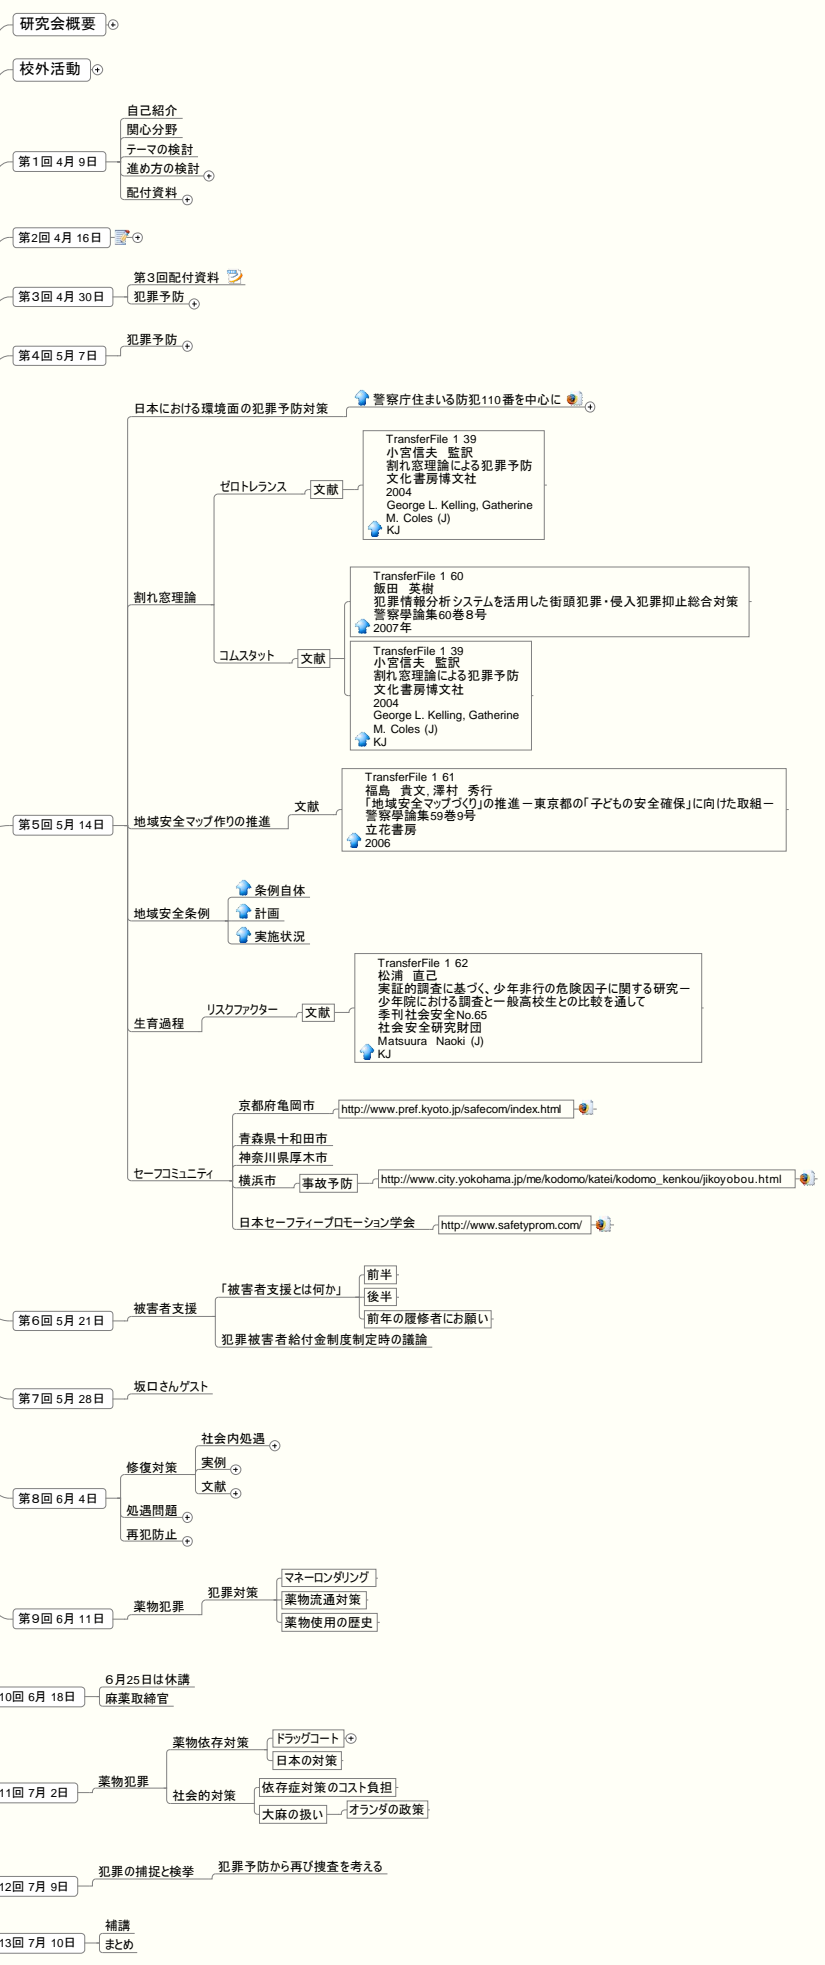 研究会概要
校外活動
第1回 4月 9日
自己紹介
関心分野
テーマの検討
進め方の検討
配付資料
第2回 4月 16日
第3回 4月 30日
第3回配付資料
犯罪予防
第4回 5月 7日
犯罪予防
第5回 5月 14日
日本における環境面の犯罪予防対策
警察庁住まいる防犯110番を中心に
割れ窓理論
ゼロトレランス
文献
TransferFile 1 39
小宮信夫 監訳
割れ窓理論による犯罪予防
文化書房博文社
2004
George L. Kelling, Gatherine
M. Coles (J)
KJ
コムスタット
文献
TransferFile 1 60
飯田 英樹
犯罪情報分析システムを活用した街頭犯罪・侵入犯罪抑止総合対策
警察學論集60巻8号
2007年
TransferFile 1 39
小宮信夫 監訳
割れ窓理論による犯罪予防
文化書房博文社
2004
George L. Kelling, Gatherine
M. Coles (J)
KJ
地域安全マップ作りの推進
文献
TransferFile 1 61
福島 貴文, 澤村 秀行
「地域安全マップづくり」の推進－東京都の「子どもの安全確保」に向けた取組－
警察學論集59巻9号
立花書房
2006
地域安全条例
条例自体
計画
実施状況
生育過程
リスクファクター
文献
TransferFile 1 62
松浦 直己
実証的調査に基づく、少年非行の危険因子に関する研究－
少年院における調査と一般高校生との比較を通して
季刊社会安全No.65
社会安全研究財団
Matsuura Naoki (J)
KJ
セーフコミュニティ
京都府亀岡市
http://www.pref.kyoto.jp/safecom/index.html
青森県十和田市
神奈川県厚木市
横浜市
事故予防
http://www.city.yokohama.jp/me/kodomo/katei/kodomo_kenkou/jikoyobou.html
日本セーフティープロモーション学会
http://www.safetyprom.com/
第6回 5月 21日
被害者支援
「被害者支援とは何か」
前半
後半
前年の履修者にお願い
犯罪被害者給付金制度制定時の議論
第7回 5月 28日
坂口さんゲスト
第8回 6月 4日
修復対策
社会内処遇
実例
文献
処遇問題
再犯防止
第9回 6月 11日
薬物犯罪
犯罪対策
マネーロンダリング
薬物流通対策
薬物使用の歴史
10回 6月 18日
6月25日は休講
麻薬取締官
11回 7月 2日
薬物犯罪
薬物依存対策
ドラッグコート
日本の対策
社会的対策
依存症対策のコスト負担
大麻の扱い
オランダの政策
12回 7月 9日
犯罪の捕捉と検挙
犯罪予防から再び捜査を考える
13回 7月 10日
補講
まとめ